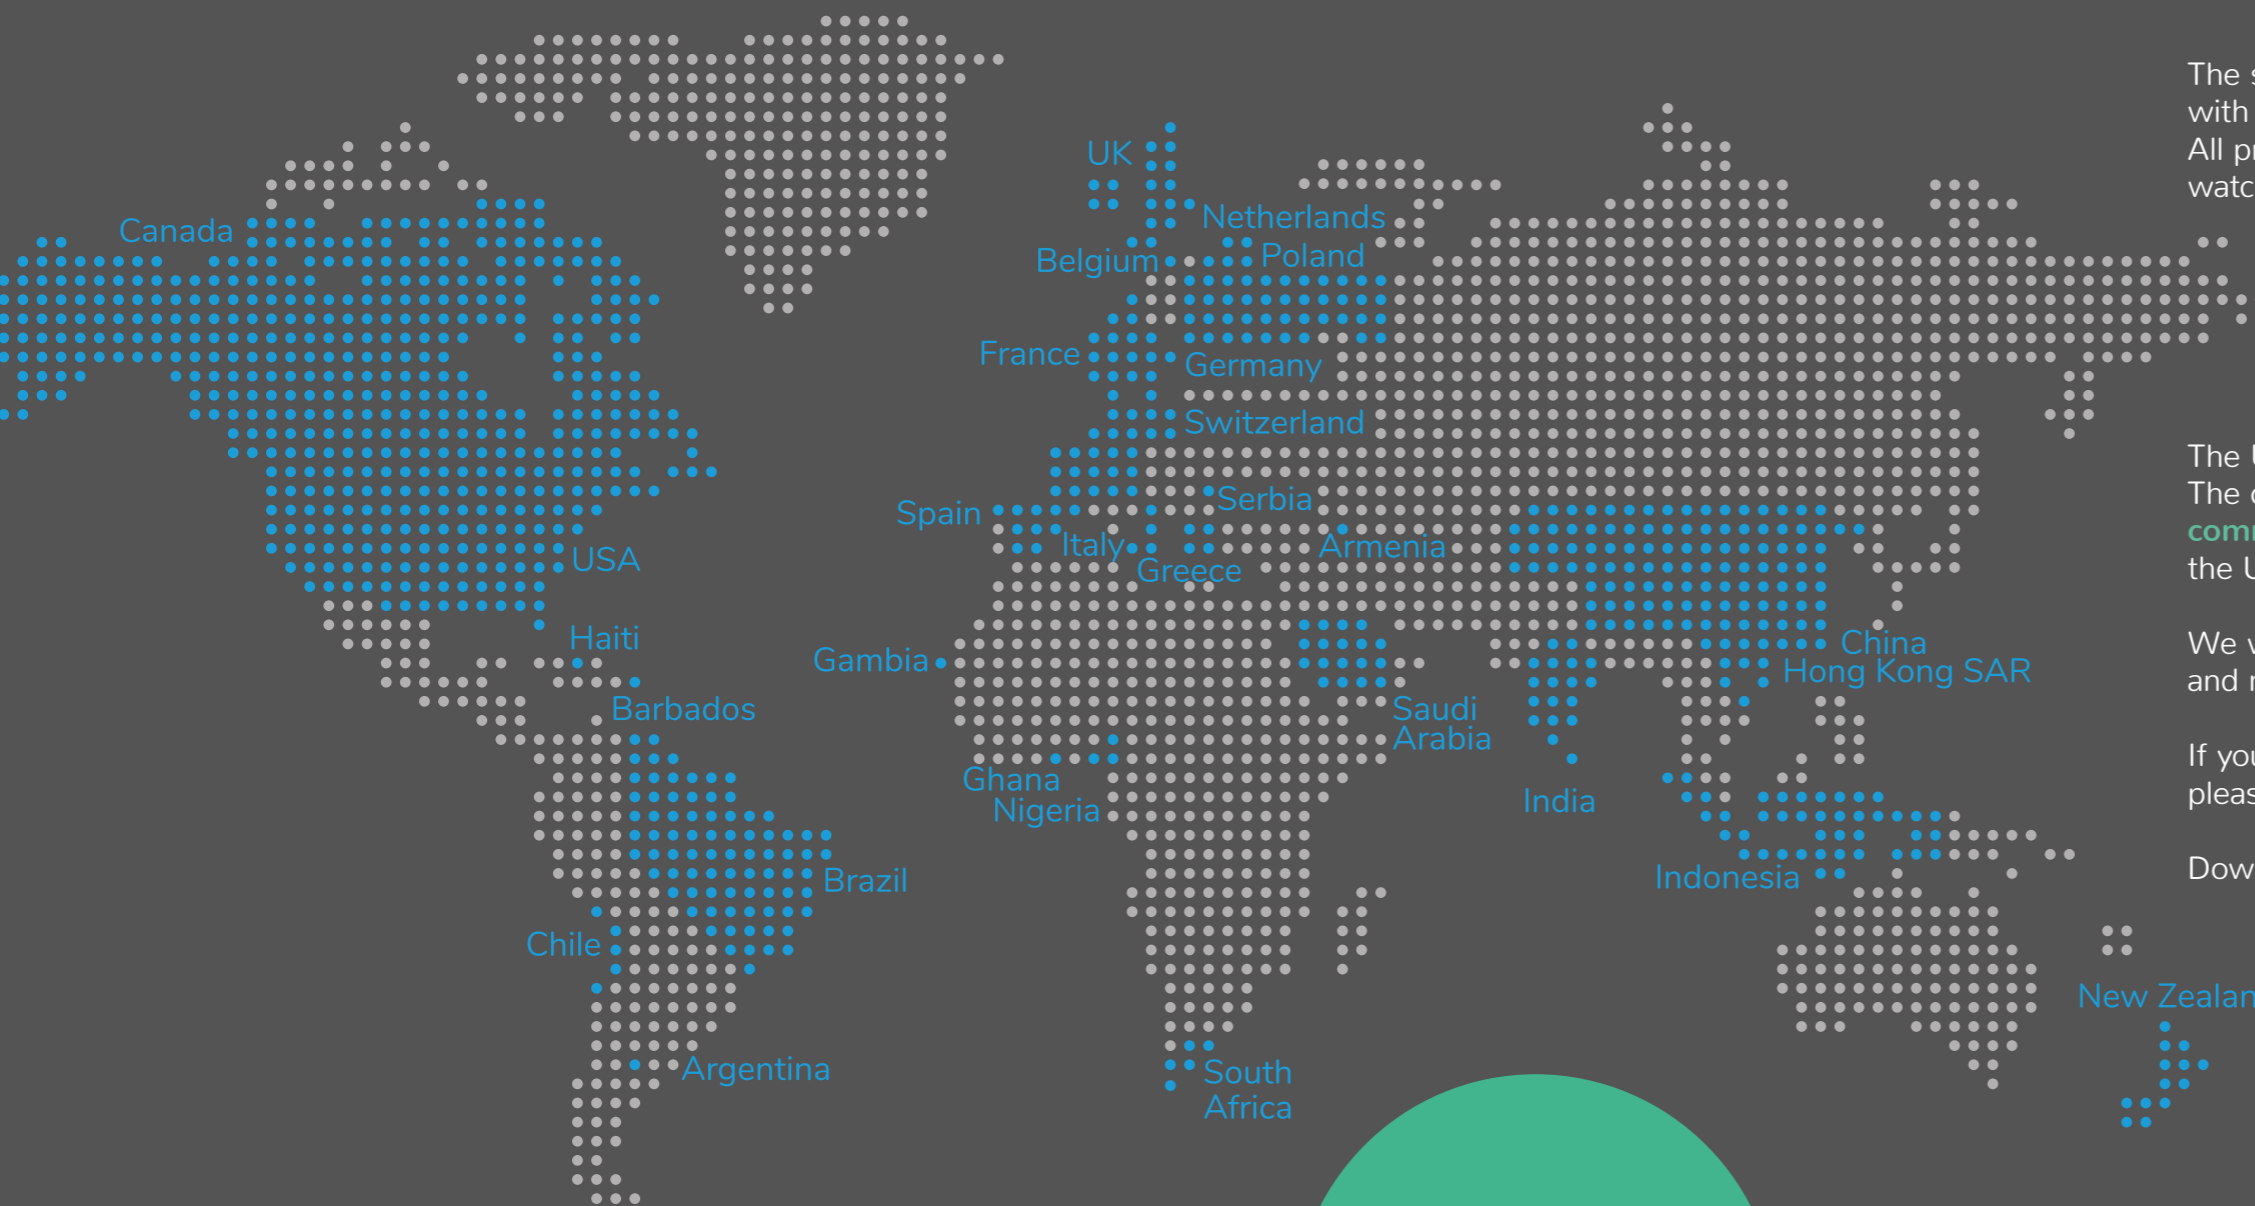 UK
Netherlands
Canada
Poland
Belgium
France
Germany
Switzerland
Serbia
Spain
Italy
Armenia
USA
Greece
Haiti
China
Gambia
Hong Kong SAR
Barbados
Saudi
Arabia
Ghana
India
Nigeria
Indonesia
Brazil
Chile
New Zealan
Argentina
South
Africa
The
with
All
The
The
the
We
and
If